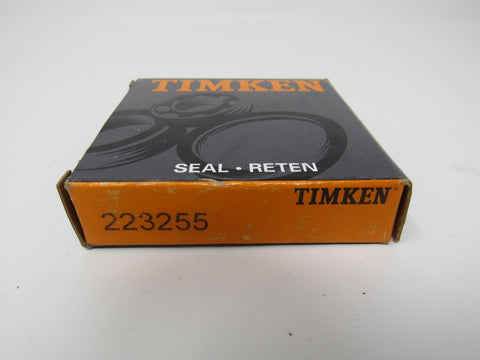 TIMKEN
SEAL • RETEN
TIMKEN
223255